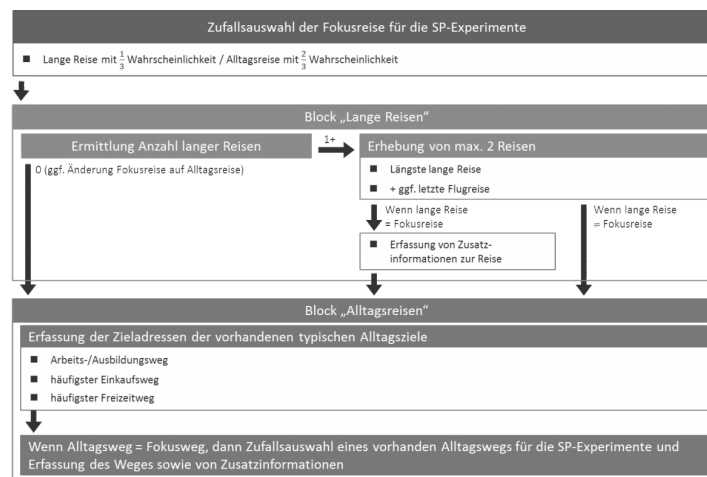 Zufallsauswahl der Fokusreise für die SP-Experimente
Lange Reise mit 1/3 Wahrscheinlichkeit / Alltagsreise mit 2/3 Wahrscheinlichkeit
Block „Lange Reisen“
Ermittlung Anzahl langer Reisen
1+
Erhebung von max. 2 Reisen
0 (ggf. Änderung Fokusreise auf Alltagsreise)
Längste lange Reise
+ ggf. letzte Flugreise
Wenn lange Reise
= Fokusreise
Wenn lange Reise
≠ Fokusreise
Erfassung von Zusatz-
informationen zur Reise
Block „Alltagsreisen“
Erfassung der Zieladressen der vorhandenen typischen Alltagsziele
Arbeits-/Ausbildungsweg
häufigster Einkaufsweg
häufigster Freizeitweg
Wenn Alltagsweg = Fokusweg, dann Zufallsauswahl eines vorhanden Alltagswegs für die SP-Experimente und
Erfassung des Weges sowie von Zusatzinformationen